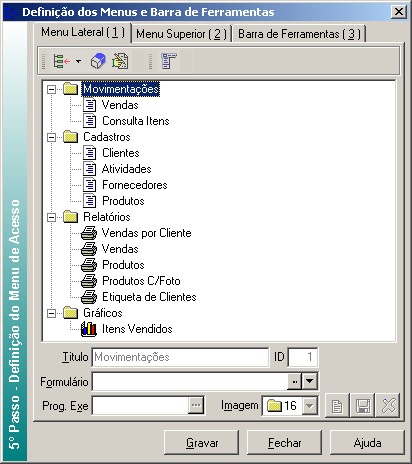 Definição dos Menus e Barra de Ferramentas
Menu Lateral ( 1 ) Menu Superior ( 2 ) Barra de Ferramentas ( 3 )
Movimentações
Vendas
Consulta Itens
Cadastros
Clientes
Atividades
Fornecedores
Produtos
Relatórios
Vendas por Cliente
Vendas
Produtos
Produtos C/Foto
Etiqueta de Clientes
Gráficos
Itens Vendidos
Titulo Movimentações ID 1
Formulário
Prog. Exe ... Imagem 16
Gravar Fechar Ajuda
5º Passo - Definição do Menu de Acesso